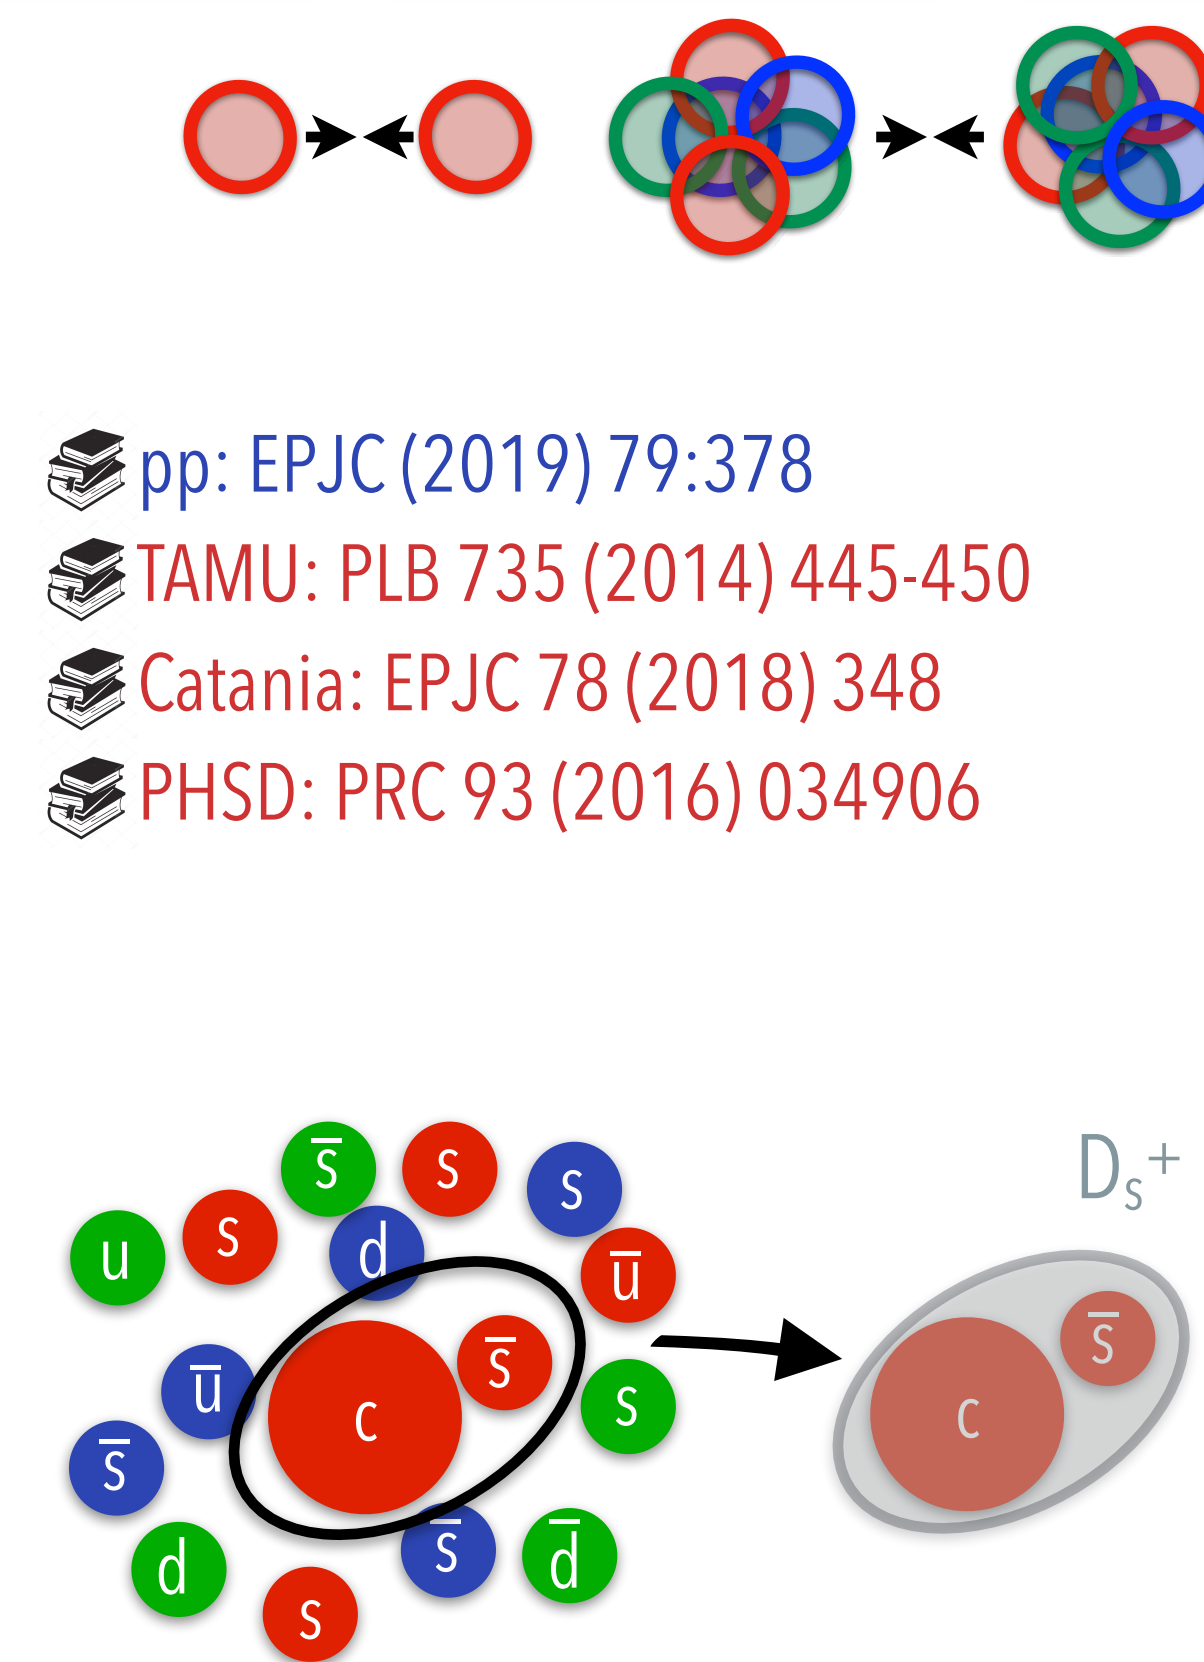 pp: EPJC (2019) 79:378
TAMU: PLB 735 (2014) 445-450
Catania: EPJC 78 (2018) 348
PHSD: PRC 93 (2016) 034906
Dₛ⁺
s̅ s s
u s d u̅
u̅ c s̅ s c s̅
s̅ s̅ d̅
d s